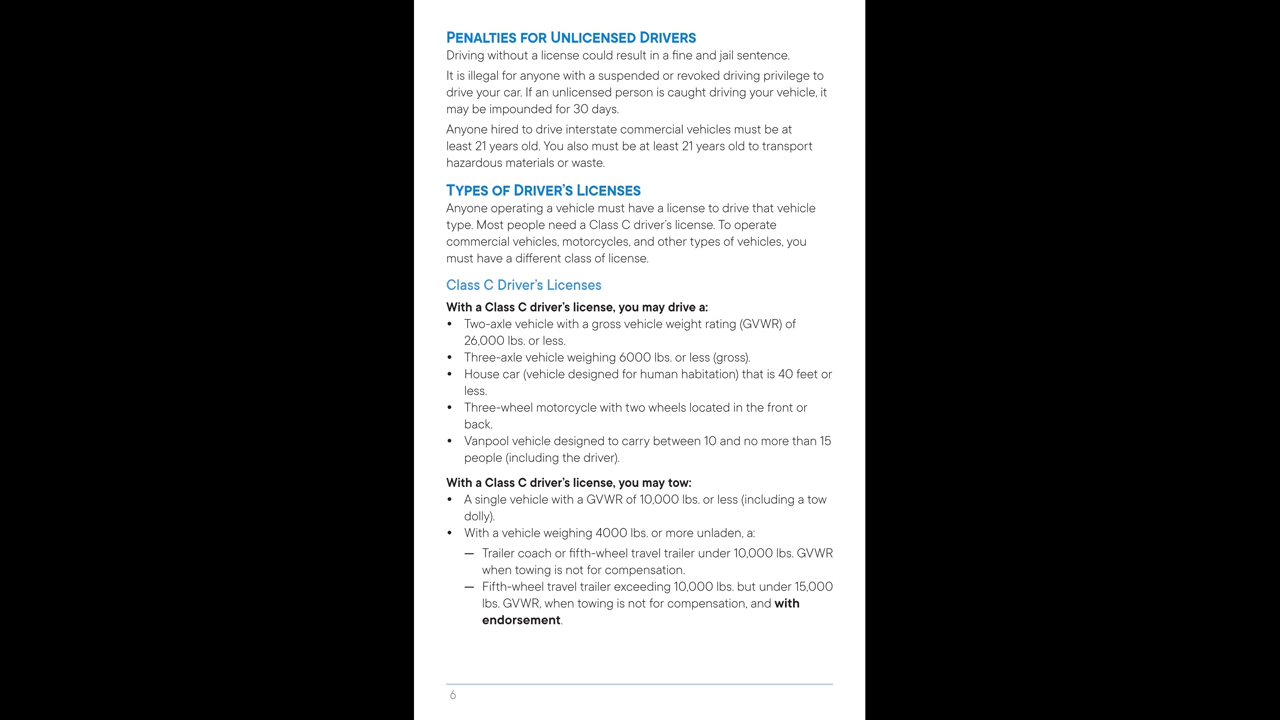 PENALTIES FOR UNLICENSED DRIVERS
Driving without a license could result in a fine and jail sentence.
It is illegal for anyone with a suspended or revoked driving privilege to
drive your car. If an unlicensed person is caught driving your vehicle, it
may be impounded for 30 days.
Anyone hired to drive interstate commercial vehicles must be at
least 21 years old. You also must be at least 21 years old to transport
hazardous materials or waste.
TYPES OF DRIVER'S LICENSES
Anyone operating a vehicle must have a license to drive that vehicle
type. Most people need a Class C driver's license. To operate
commercial vehicles, motorcycles, and other types of vehicles, you
must have a different class of license.
Class C Driver's Licenses
With a Class C driver's license, you may drive a:
• Two-axle vehicle with a gross vehicle weight rating (GVWR) of
26,000 lbs. or less.
• Three-axle vehicle weighing 6000 lbs. or less (gross).
• House car (vehicle designed for human habitation) that is 40 feet or
less.
• Three-wheel motorcycle with two wheels located in the front or
back.
• Vanpool vehicle designed to carry between 10 and no more than 15
people (including the driver).
With a Class C driver's license, you may tow:
• A single vehicle with a GVWR of 10,000 lbs. or less (including a tow
dolly).
• With a vehicle weighing 4000 lbs. or more unladen, a:
— Trailer coach or fifth-wheel travel trailer under 10,000 lbs. GVWR
when towing is not for compensation.
— Fifth-wheel travel trailer exceeding 10,000 lbs. but under 15,000
lbs. GVWR, when towing is not for compensation, and with
endorsement.
6